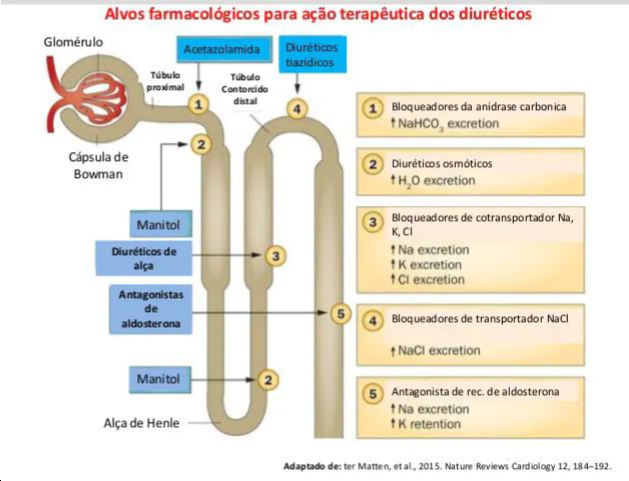 Alvos farmacológicos para ação terapêutica dos diuréticos
Glomérulo
Acetazolamida
Diuréticos
tiazidicos
Túbulo
proximal
Túbulo
Contorcido
distal
1
4
2
Cápsula de
Bowman
Manitol
Diuréticos de
alça
3
Antagonistas
de
aldosterona
5
Manitol
2
Alça de Henle
1 Bloqueadores da anidrase carbonica
↑NaHCO₃ excretion
2 Diuréticos osmóticos
↑H₂O excretion
3 Bloqueadores de cotransportador Na,
K, Cl
↑Na excretion
↑K excretion
↑Cl excretion
4 Bloqueadores de transportador NaCl
↑NaCl excretion
5 Antagonista de rec. de aldosterona
↑Na excretion
↑K retention
Adaptado de: ter Matten, et al., 2015. Nature Reviews Cardiology 12, 184–192.